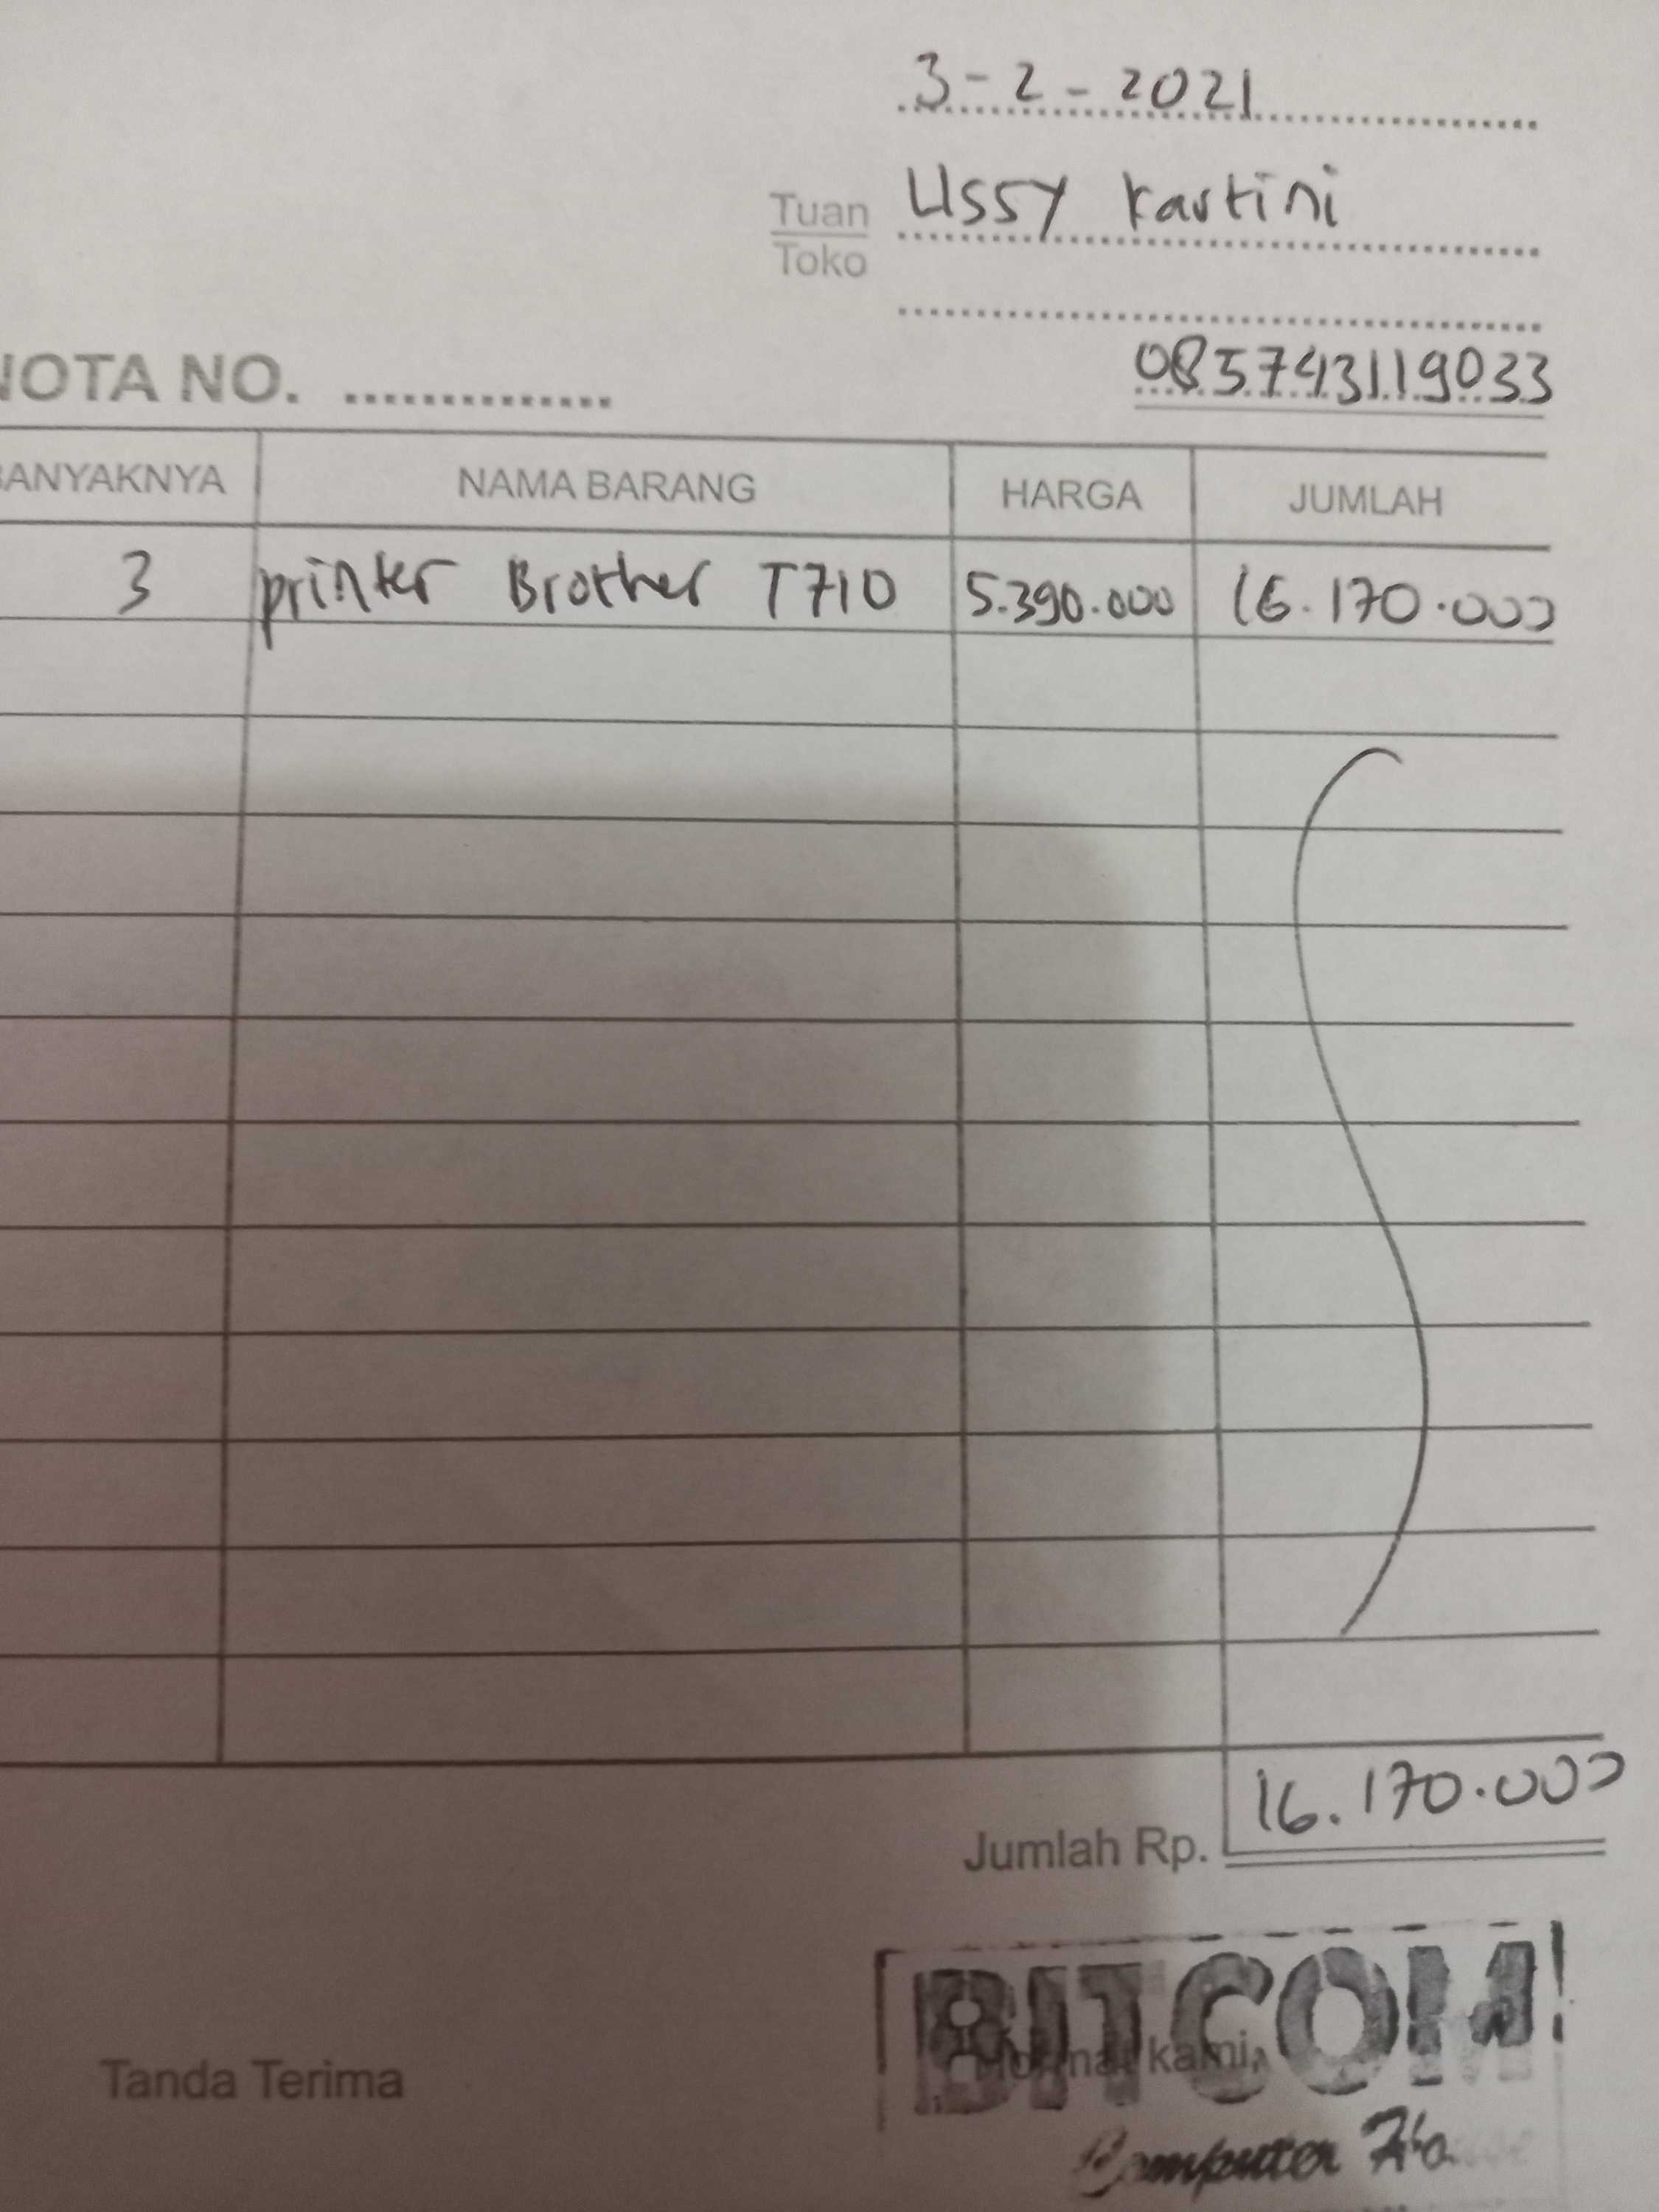 3-2-2021
Tuan Ussy Kartini
Toko
NOTA NO. ..............
085743119033
BANYAKNYA NAMA BARANG HARGA JUMLAH
3 printer Brother T710 5.390.000 16.170.000
Jumlah Rp. 16.170.000
Tanda Terima
Hormat kami,
BITCOM
Computer